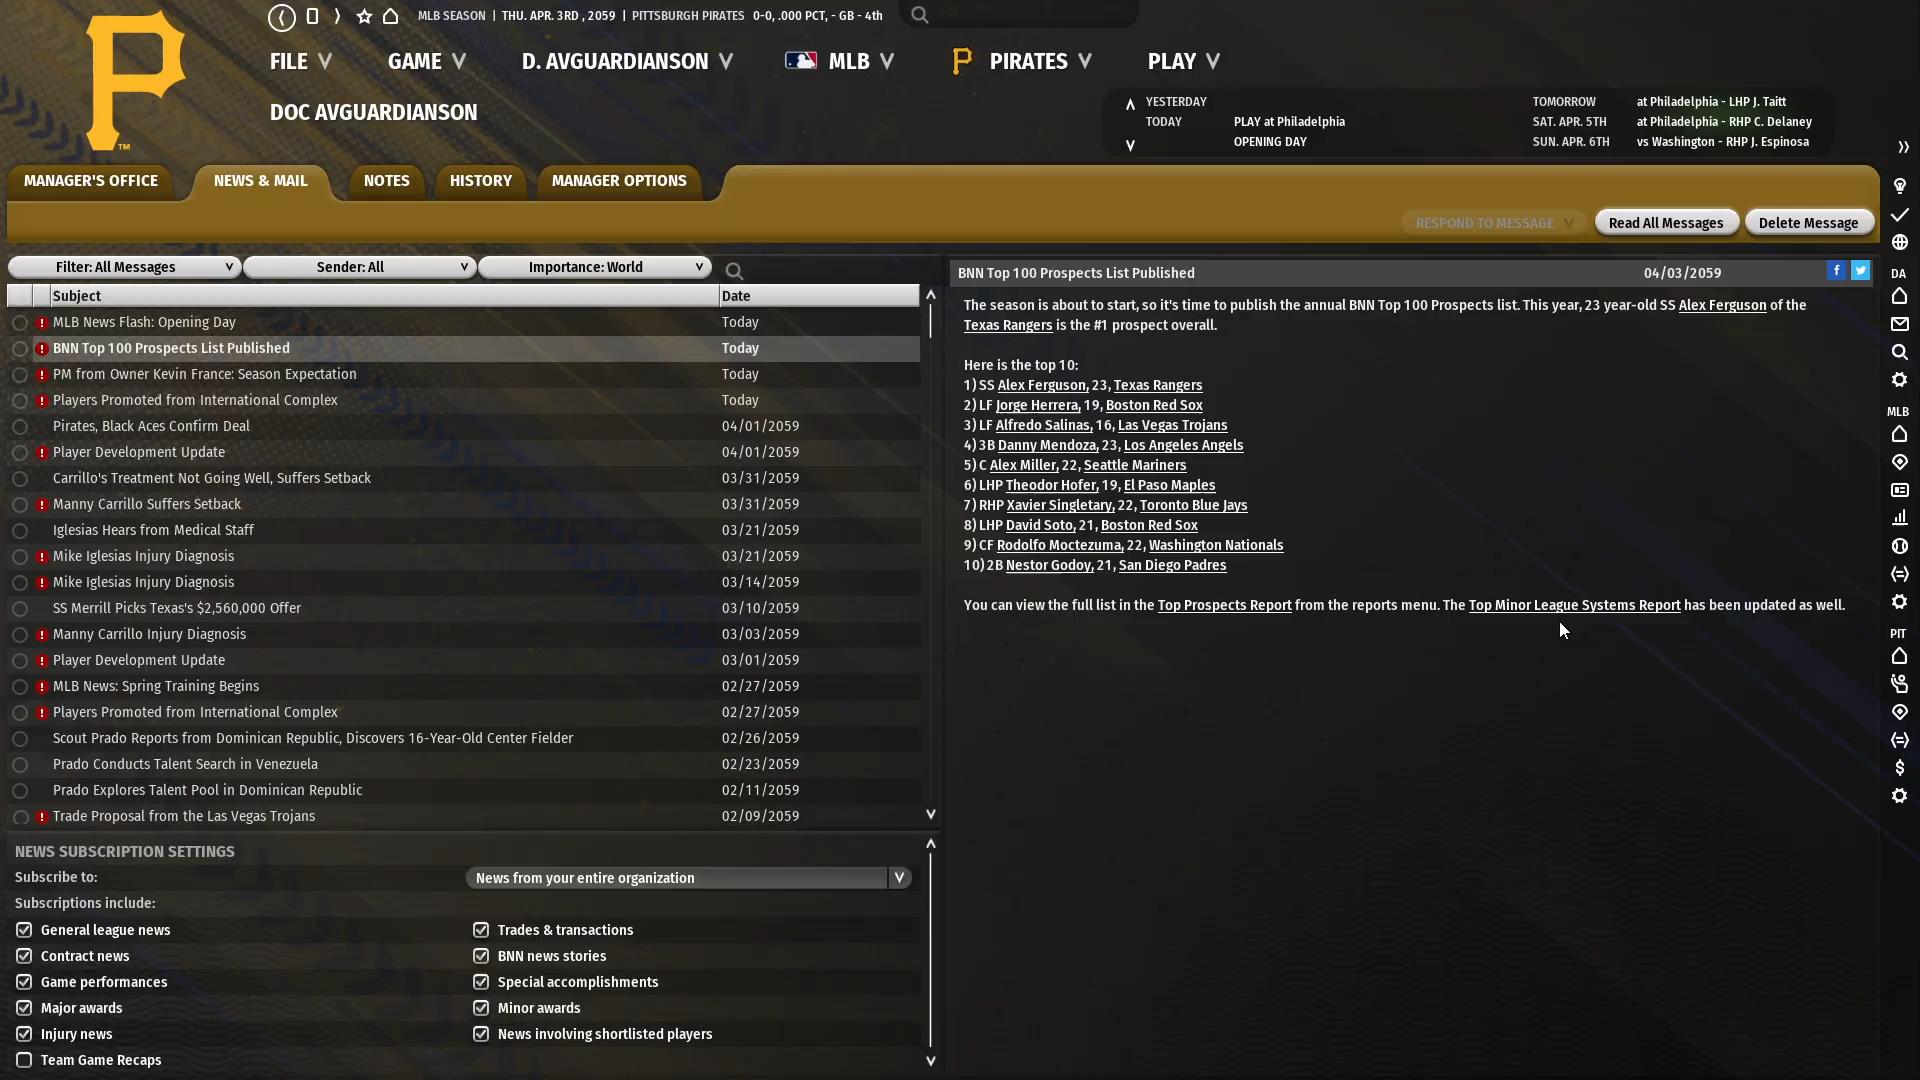 MLB SEASON | THU. APR. 3RD , 2059 | PITTSBURGH PIRATES 0-0, .000 PCT, - GB - 4th
FILE GAME D. AVGUARDIANSON MLB PIRATES PLAY
P
TM
DOC AVGUARDIANSON
YESTERDAY
TODAY PLAY at Philadelphia
OPENING DAY
TOMORROW at Philadelphia - LHP J. Taitt
SAT. APR. 5TH at Philadelphia - RHP C. Delaney
SUN. APR. 6TH vs Washington - RHP J. Espinosa
MANAGER'S OFFICE NEWS & MAIL NOTES HISTORY MANAGER OPTIONS
RESPOND TO MESSAGE Read All Messages Delete Message
Filter: All Messages Sender: All Importance: World
Subject Date
MLB News Flash: Opening Day Today
BNN Top 100 Prospects List Published Today
PM from Owner Kevin France: Season Expectation Today
Players Promoted from International Complex Today
Pirates, Black Aces Confirm Deal 04/01/2059
Player Development Update 04/01/2059
Carrillo's Treatment Not Going Well, Suffers Setback 03/31/2059
Manny Carrillo Suffers Setback 03/31/2059
Iglesias Hears from Medical Staff 03/21/2059
Mike Iglesias Injury Diagnosis 03/21/2059
Mike Iglesias Injury Diagnosis 03/14/2059
SS Merrill Picks Texas's $2,560,000 Offer 03/10/2059
Manny Carrillo Injury Diagnosis 03/03/2059
Player Development Update 03/01/2059
MLB News: Spring Training Begins 02/27/2059
Players Promoted from International Complex 02/27/2059
Scout Prado Reports from Dominican Republic, Discovers 16-Year-Old Center Fielder 02/26/2059
Prado Conducts Talent Search in Venezuela 02/23/2059
Prado Explores Talent Pool in Dominican Republic 02/11/2059
Trade Proposal from the Las Vegas Trojans 02/09/2059
NEWS SUBSCRIPTION SETTINGS
Subscribe to: News from your entire organization
Subscriptions include:
General league news Trades & transactions
Contract news BNN news stories
Game performances Special accomplishments
Major awards Minor awards
Injury news News involving shortlisted players
Team Game Recaps
BNN Top 100 Prospects List Published 04/03/2059
The season is about to start, so it's time to publish the annual BNN Top 100 Prospects list. This year, 23 year-old SS Alex Ferguson of the
Texas Rangers is the #1 prospect overall.
Here is the top 10:
1) SS Alex Ferguson, 23, Texas Rangers
2) LF Jorge Herrera, 19, Boston Red Sox
3) LF Alfredo Salinas, 16, Las Vegas Trojans
4) 3B Danny Mendoza, 23, Los Angeles Angels
5) C Alex Miller, 22, Seattle Mariners
6) LHP Theodor Hofer, 19, El Paso Maples
7) RHP Xavier Singletary, 22, Toronto Blue Jays
8) LHP David Soto, 21, Boston Red Sox
9) CF Rodolfo Moctezuma, 22, Washington Nationals
10) 2B Nestor Godoy, 21, San Diego Padres
You can view the full list in the Top Prospects Report from the reports menu. The Top Minor League Systems Report has been updated as well.
DA
MLB
PIT
$